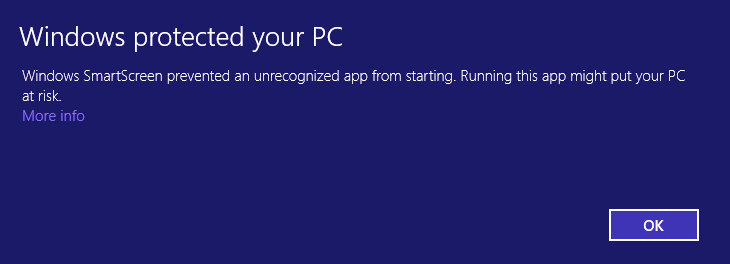 Windows protected your PC
Windows SmartScreen prevented an unrecognized app from starting. Running this app might put your PC
at risk.
More info
OK